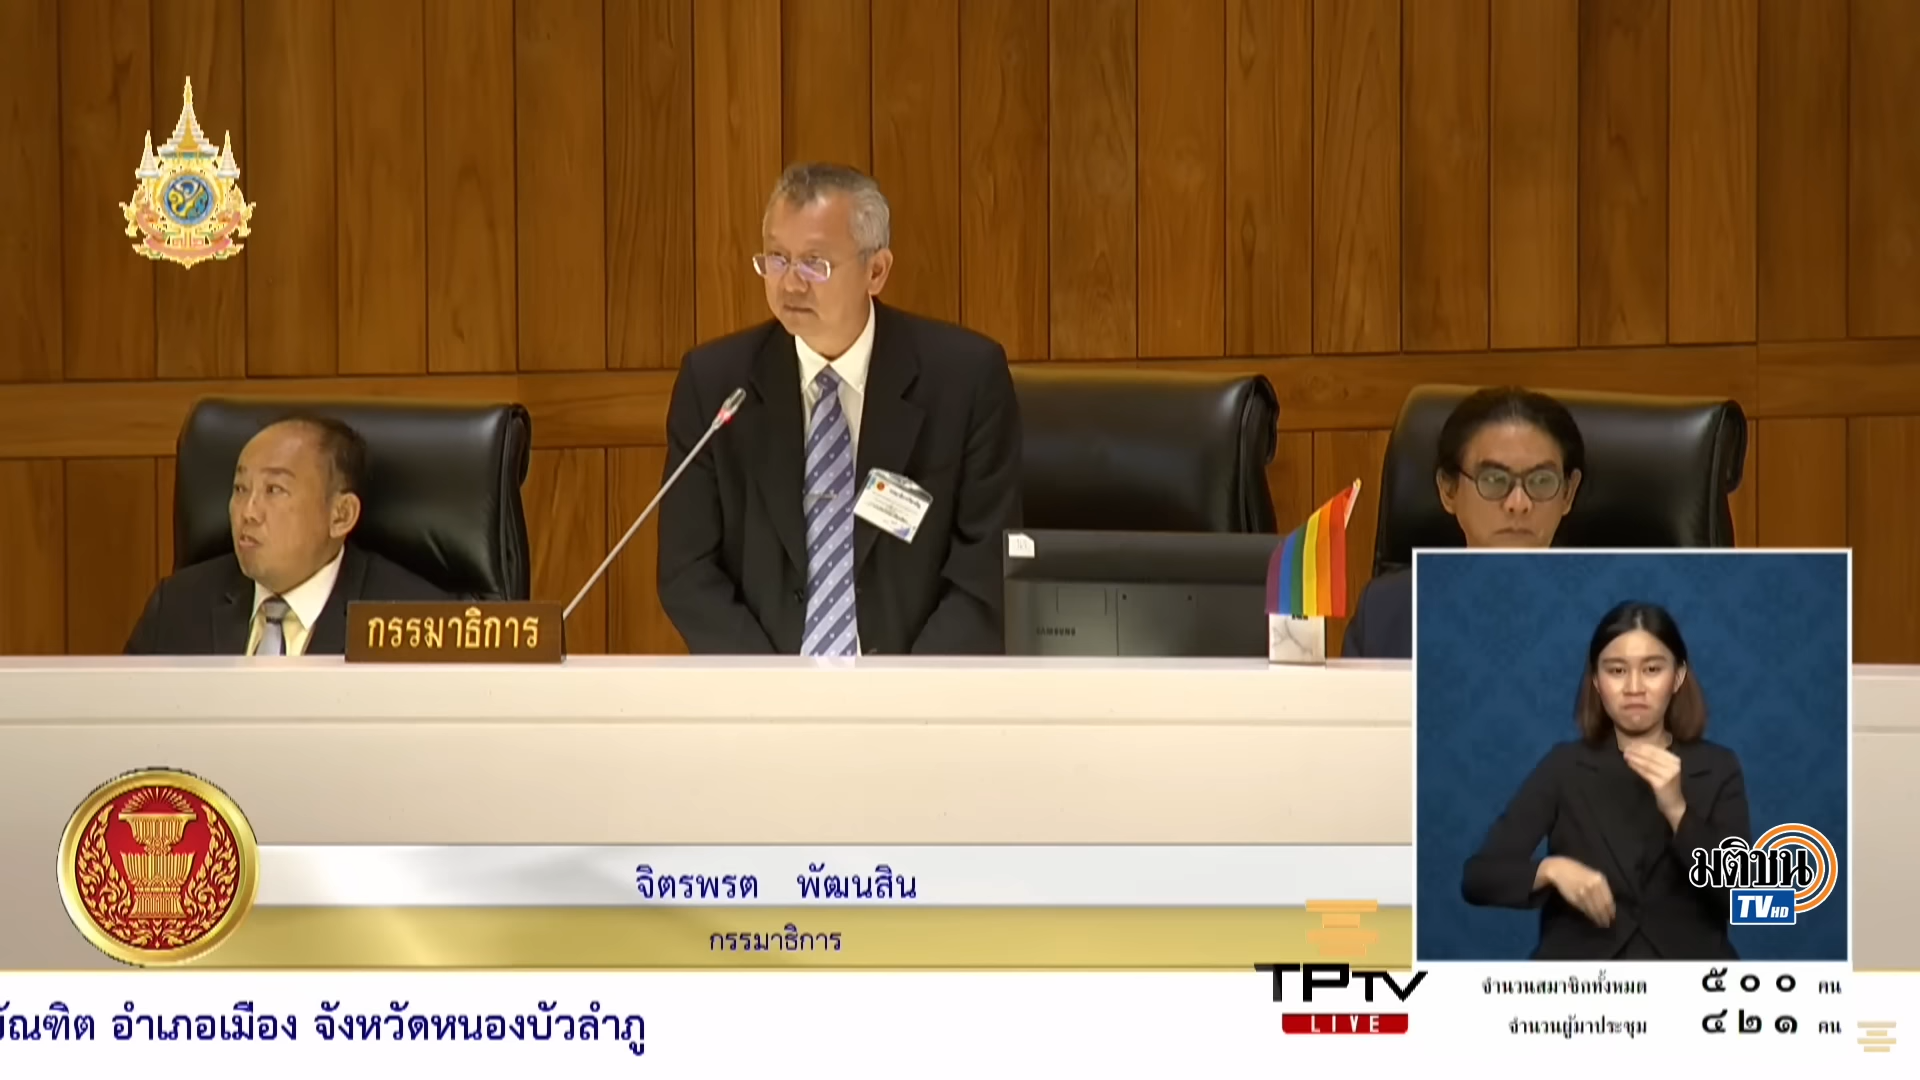 กรรมาธิการ
SAMSUNG
จิตรพรต พัฒนสิน
กรรมาธิการ
มติชน
TV HD
TPTV
LIVE
จำนวนสมาชิกทั้งหมด ๕๐๐ คน
จำนวนผู้มาประชุม ๔๒๑ คน
บัณฑิต อำเภอเมือง จังหวัดหนองบัวลำภู